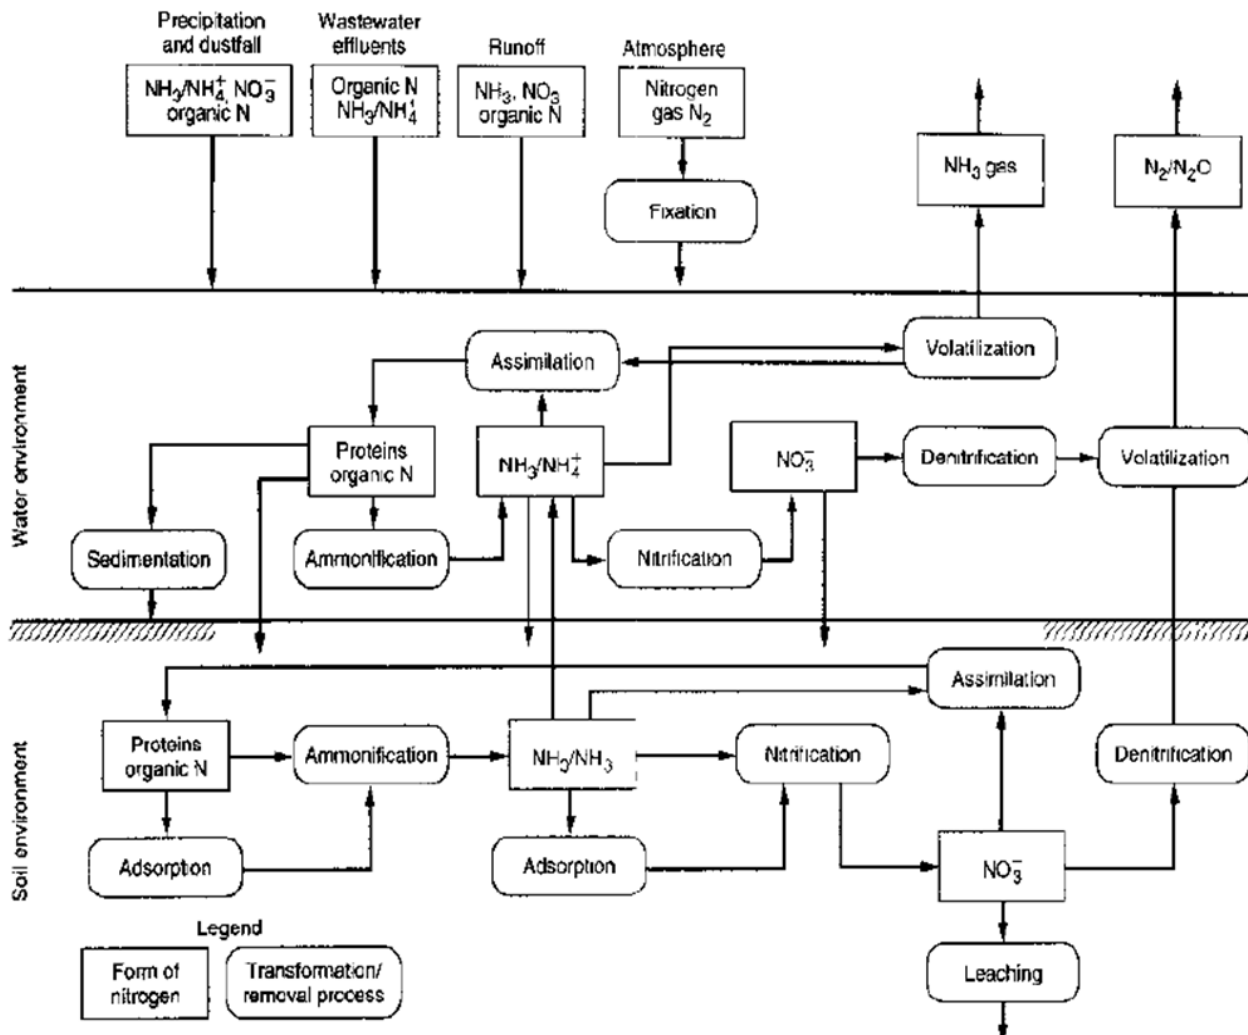 Precipitation
and dustfall
NH₃/NH₄⁺, NO₃⁻
organic N
Wastewater
effluents
Organic N
NH₃/NH₄⁺
Runoff
NH₃, NO₃
organic N
Atmosphere
Nitrogen
gas N₂
Fixation
NH₃ gas
N₂/N₂O
Water environment
Assimilation
Volatilization
Proteins
organic N
NH₃/NH₄⁺
NO₃⁻
Denitrification
Volatilization
Sedimentation
Ammonification
Nitrification
Soil environment
Assimilation
Proteins
organic N
Ammonification
NH₃/NH₃
Nitrification
Denitrification
Adsorption
Adsorption
NO₃⁻
Leaching
Legend
Form of
nitrogen
Transformation/
removal process